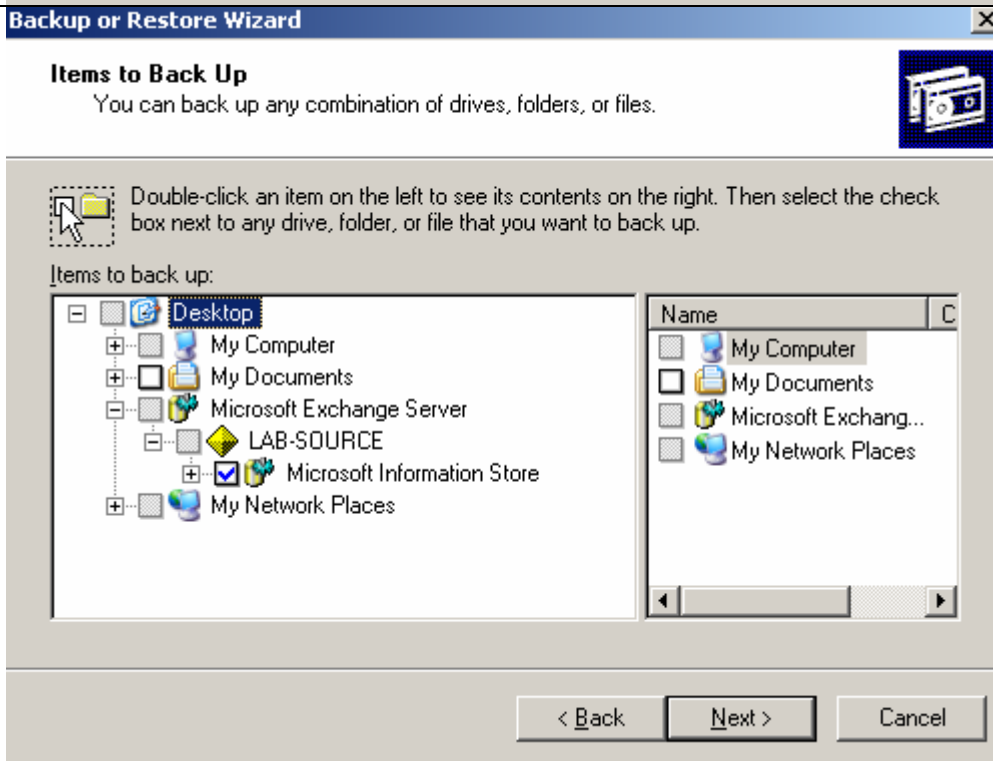 Backup or Restore Wizard
Items to Back Up
You can back up any combination of drives, folders, or files.
Double-click an item on the left to see its contents on the right. Then select the check
box next to any drive, folder, or file that you want to back up.
Items to back up:
Desktop
My Computer
My Documents
Microsoft Exchange Server
LAB-SOURCE
Microsoft Information Store
My Network Places
Name C
My Computer
My Documents
Microsoft Exchang...
My Network Places
< Back Next > Cancel